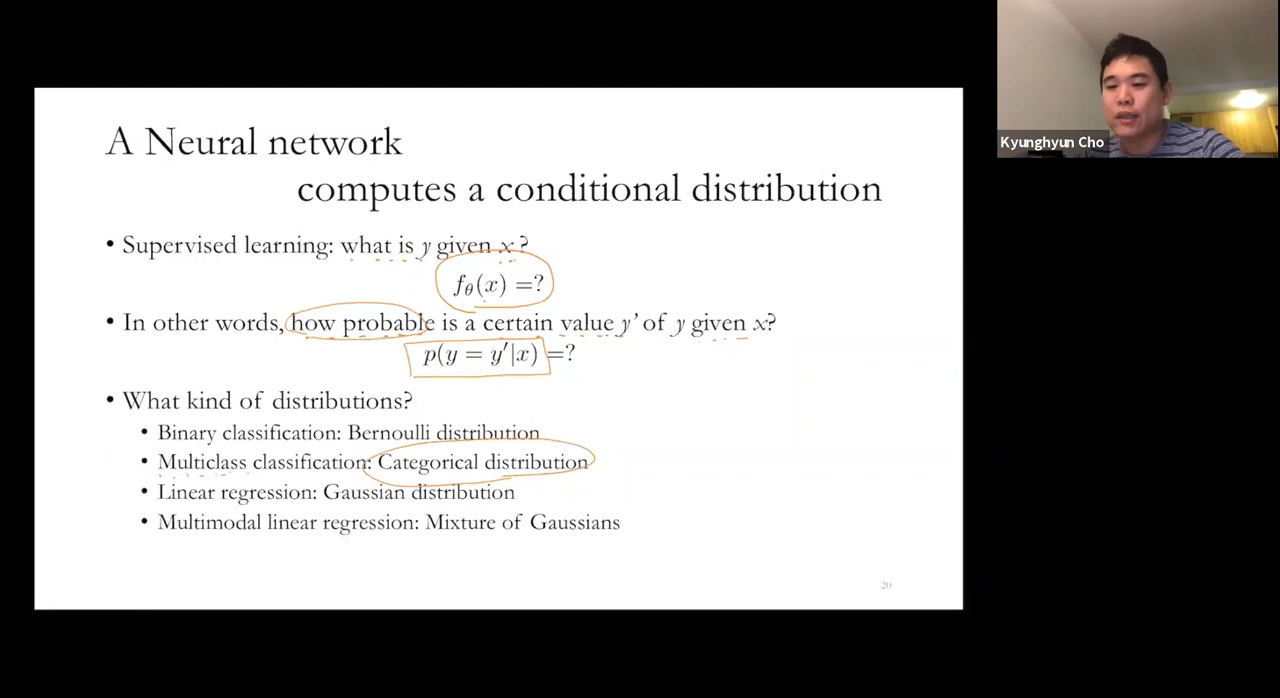 A Neural network
computes a conditional distribution
• Supervised learning: what is y given x?
f_θ(x) =?
• In other words, how probable is a certain value y' of y given x?
p(y = y'|x) =?
• What kind of distributions?
• Binary classification: Bernoulli distribution
• Multiclass classification: Categorical distribution
• Linear regression: Gaussian distribution
• Multimodal linear regression: Mixture of Gaussians
20
Kyunghyun Cho